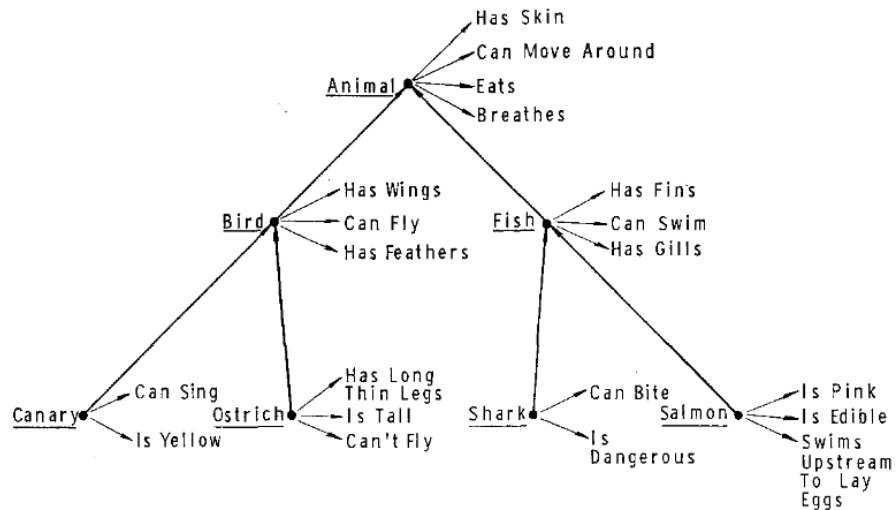 Has Skin
Can Move Around
Animal
Eats
Breathes
Has Wings
Bird
Can Fly
Has Feathers
Has Fins
Fish
Can Swim
Has Gills
Canary
Can Sing
Is Yellow
Ostrich
Has Long
Thin Legs
Is Tall
Can't Fly
Shark
Can Bite
Is
Dangerous
Salmon
Is Pink
Is Edible
Swims
Upstream
To Lay
Eggs